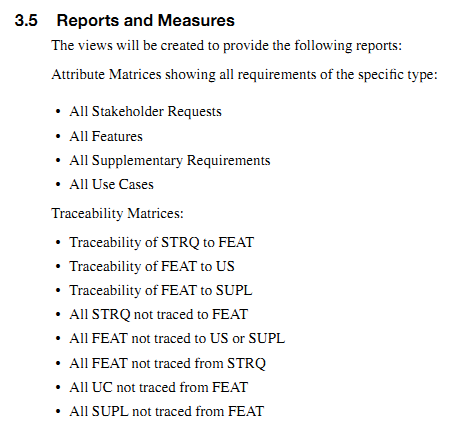 3.5 Reports and Measures
The views will be created to provide the following reports:
Attribute Matrices showing all requirements of the specific type:
• All Stakeholder Requests
• All Features
• All Supplementary Requirements
• All Use Cases
Traceability Matrices:
• Traceability of STRQ to FEAT
• Traceability of FEAT to US
• Traceability of FEAT to SUPL
• All STRQ not traced to FEAT
• All FEAT not traced to US or SUPL
• All FEAT not traced from STRQ
• All UC not traced from FEAT
• All SUPL not traced from FEAT